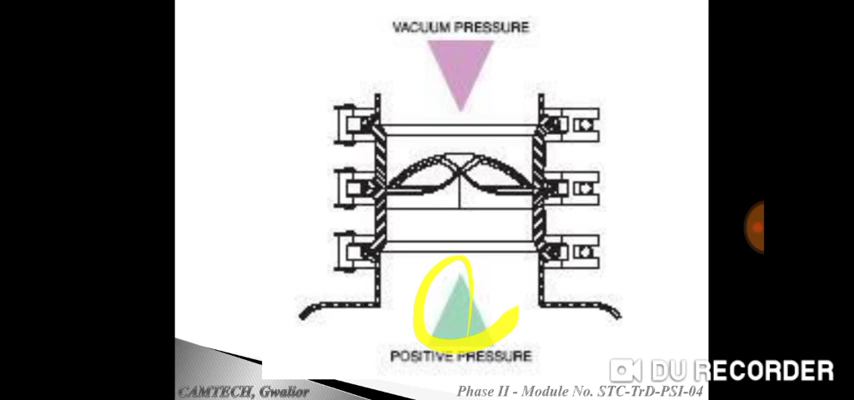 VACUUM PRESSURE
POSITIVE PRESSURE
DU RECORDER
CAMTECH, Gwalior
Phase II - Module No. STC-TrD-PSI-04